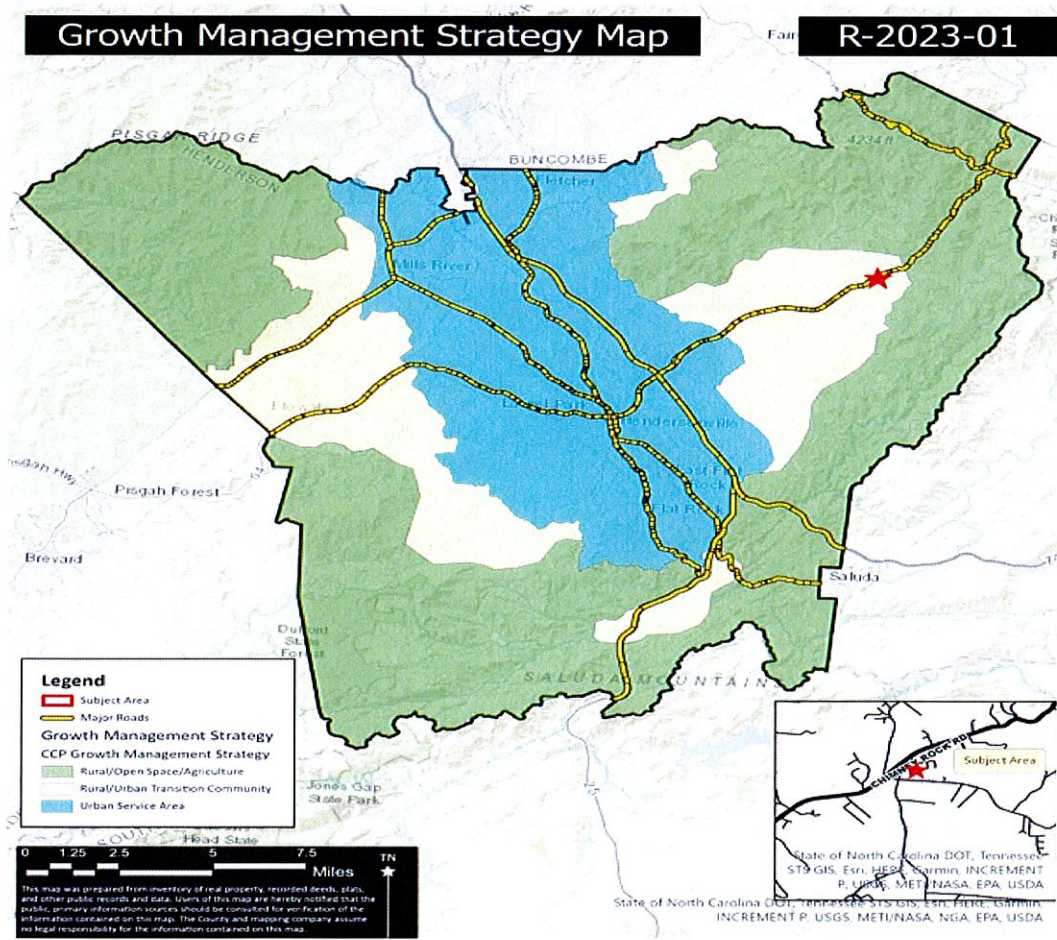 Growth Management Strategy Map
R-2023-01
PISGAH RIDGE
HENDERSON
BUNCOMBE
Fletcher
4234 ft
Mills River
Laurel Park
Hendersonville
East Flat
Rock
Flat Rock
Pisgah Forest
Brevard
Saluda
DuPont
State
Forest
SALUDA MOUNTAINS
Jones Gap
State Park
Head State
Legend
Subject Area
Major Roads
Growth Management Strategy
CCP Growth Management Strategy
Rural/Open Space/Agriculture
Rural/Urban Transition Community
Urban Service Area
0 1.25 2.5 5 7.5
Miles
TN
This map was prepared from inventory of real property, recorded deeds, plats,
and other public records and data. Users of this map are hereby notified that the
public, primary information sources should be consulted for verification of the
information contained on this map. The County and mapping company assume
no legal responsibility for the information contained on this map.
CHIMNEY ROCK RD
Subject Area
State of North Carolina DOT, Tennessee
STS GIS, Esri, HERE, Garmin, INCREMENT
P, USGS, METI/NASA, EPA, USDA
State of North Carolina DOT, Tennessee STS GIS, Esri, HERE, Garmin,
INCREMENT P, USGS, METI/NASA, NGA, EPA, USDA